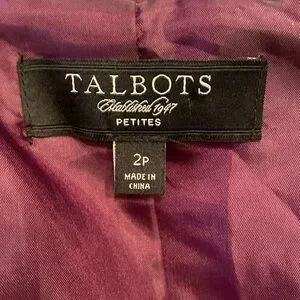 TALBOTS
Established 1947
PETITES
2P
MADE IN
CHINA